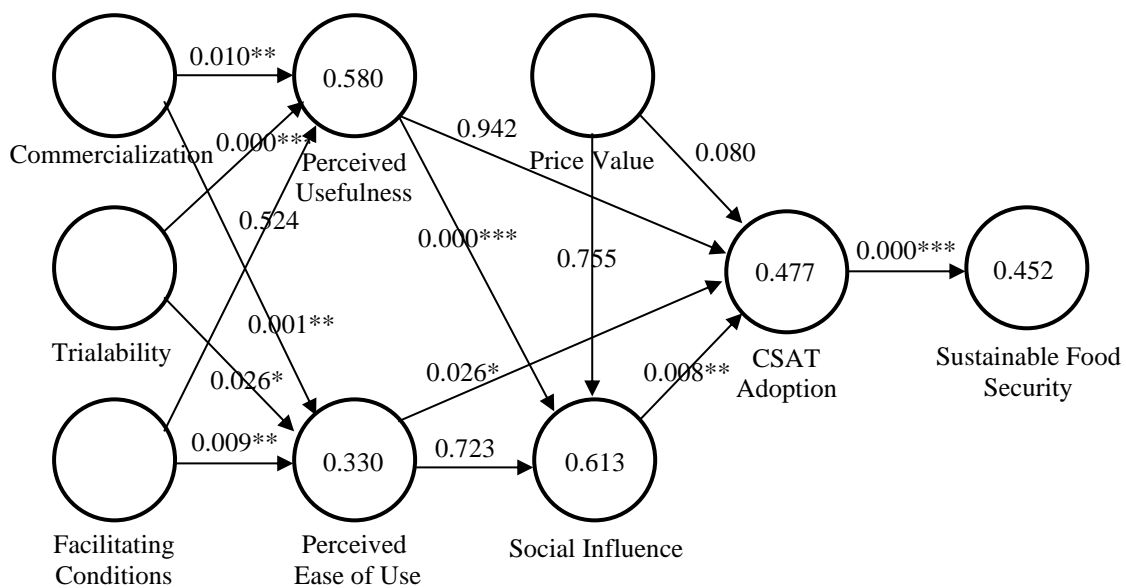 0.010**
0.580
Commercialization
0.000***
Perceived
Usefulness
0.942
Price Value
0.080
0.524
0.000***
0.755
0.477
0.000***
0.452
Trialability
0.001**
0.026*
0.026*
0.008**
CSAT
Adoption
Sustainable Food
Security
0.009**
0.330
0.723
0.613
Facilitating
Conditions
Perceived
Ease of Use
Social Influence